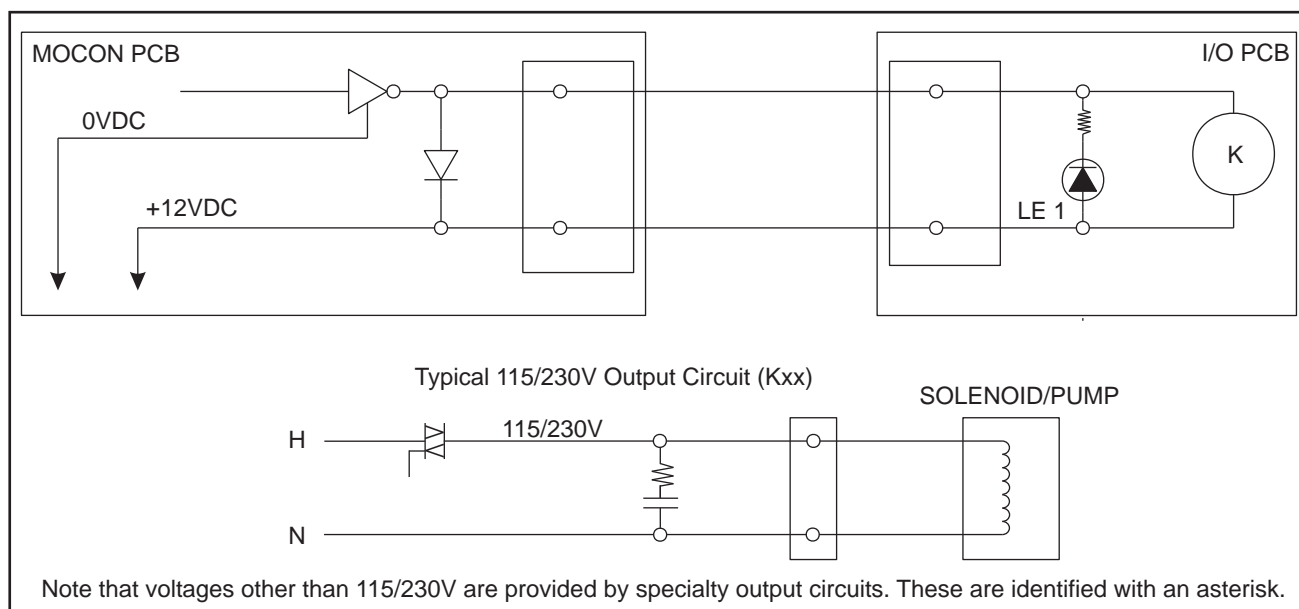 MOCON PCB
I/O PCB
0VDC
+12VDC
LE 1
K
Typical 115/230V Output Circuit (Kxx)
SOLENOID/PUMP
H
115/230V
N
Note that voltages other than 115/230V are provided by specialty output circuits. These are identified with an asterisk.